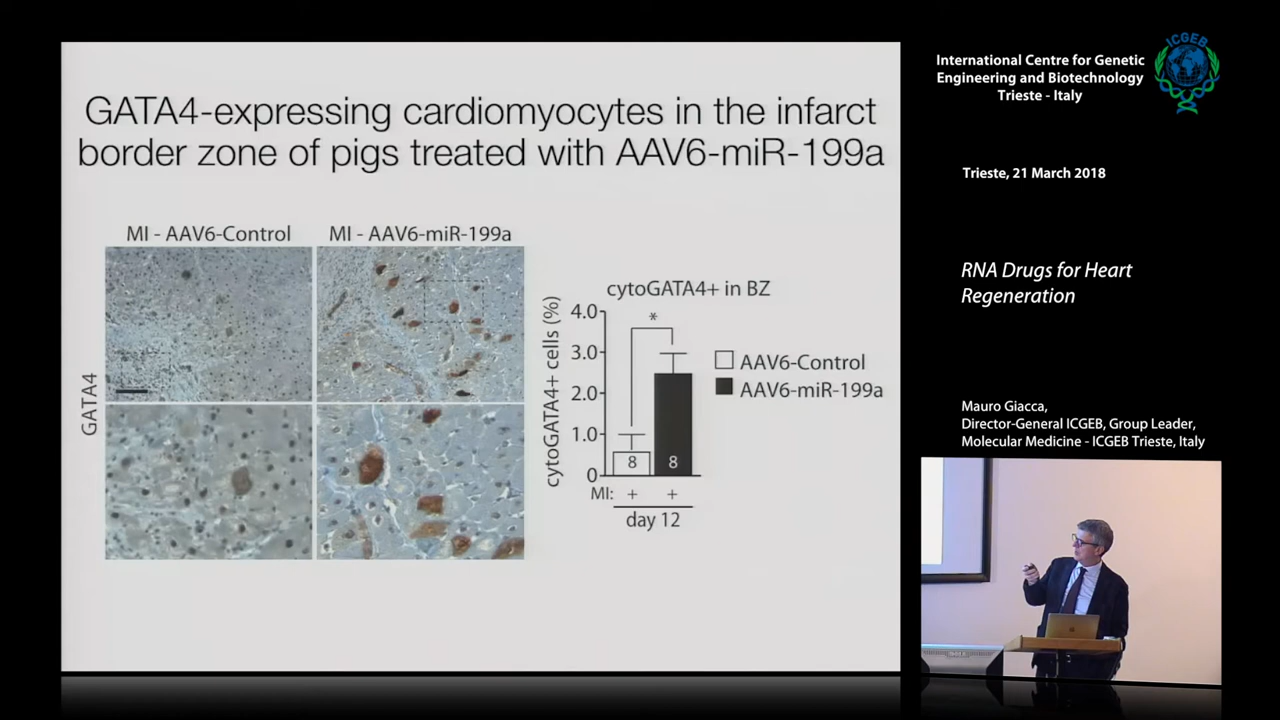 GATA4-expressing cardiomyocytes in the infarct
border zone of pigs treated with AAV6-miR-199a
MI - AAV6-Control
MI - AAV6-miR-199a
GATA4
cytoGATA4+ in BZ
cytoGATA4+ cells (%)
4.0
3.0
2.0
1.0
0
*
8
8
MI: + +
day 12
AAV6-Control
AAV6-miR-199a
International Centre for Genetic
Engineering and Biotechnology
Trieste - Italy
ICGEB
Trieste, 21 March 2018
RNA Drugs for Heart
Regeneration
Mauro Giacca,
Director-General ICGEB, Group Leader,
Molecular Medicine - ICGEB Trieste, Italy